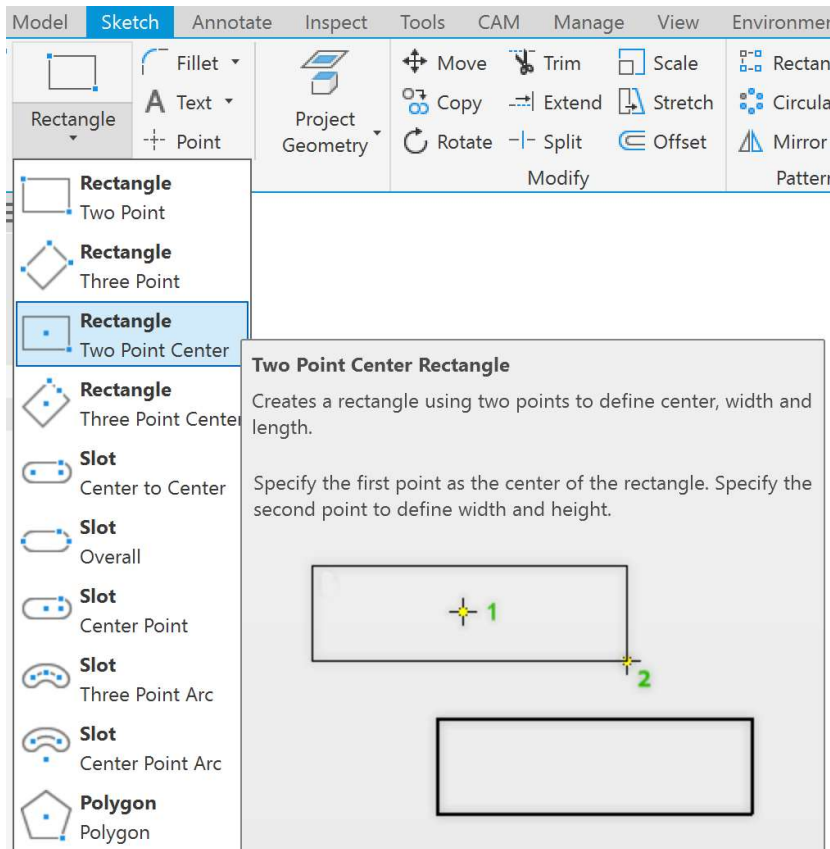 Model Sketch Annotate Inspect Tools CAM Manage View Environmen
Rectangle
Fillet
Text
Point
Project
Geometry
Move Trim Scale
Copy Extend Stretch
Rotate Split Offset
Modify
Rectan
Circula
Mirror
Pattern
Rectangle
Two Point
Rectangle
Three Point
Rectangle
Two Point Center
Rectangle
Three Point Center
Slot
Center to Center
Slot
Overall
Slot
Center Point
Slot
Three Point Arc
Slot
Center Point Arc
Polygon
Polygon
Two Point Center Rectangle
Creates a rectangle using two points to define center, width and
length.
Specify the first point as the center of the rectangle. Specify the
second point to define width and height.
1
2